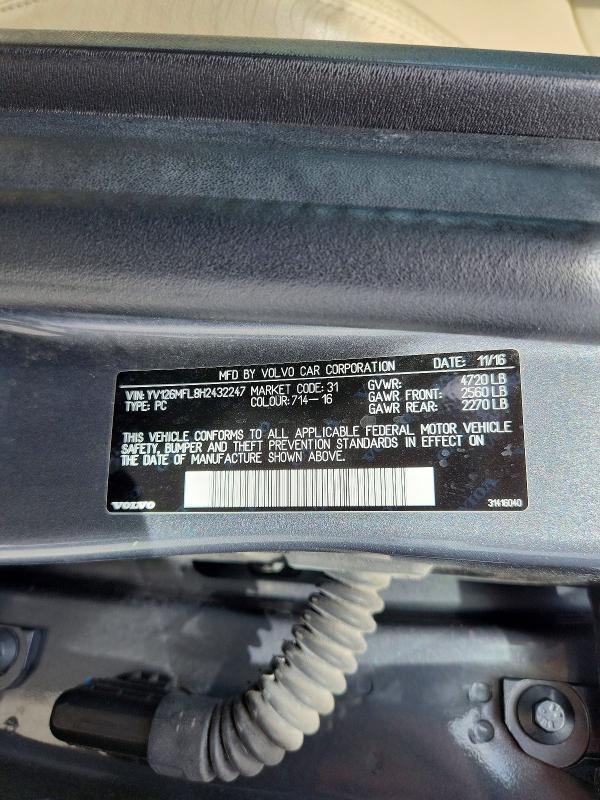 MFD BY VOLVO CAR CORPORATION DATE: 11/16
VIN: YV126MFL8H2432247 MARKET CODE: 31 GVWR: 4720 LB
TYPE: PC COLOUR: 714-16 GAWR FRONT: 2560 LB
GAWR REAR: 2270 LB
THIS VEHICLE CONFORMS TO ALL APPLICABLE FEDERAL MOTOR VEHICLE
SAFETY, BUMPER AND THEFT PREVENTION STANDARDS IN EFFECT ON
THE DATE OF MANUFACTURE SHOWN ABOVE.
VOLVO 31416040